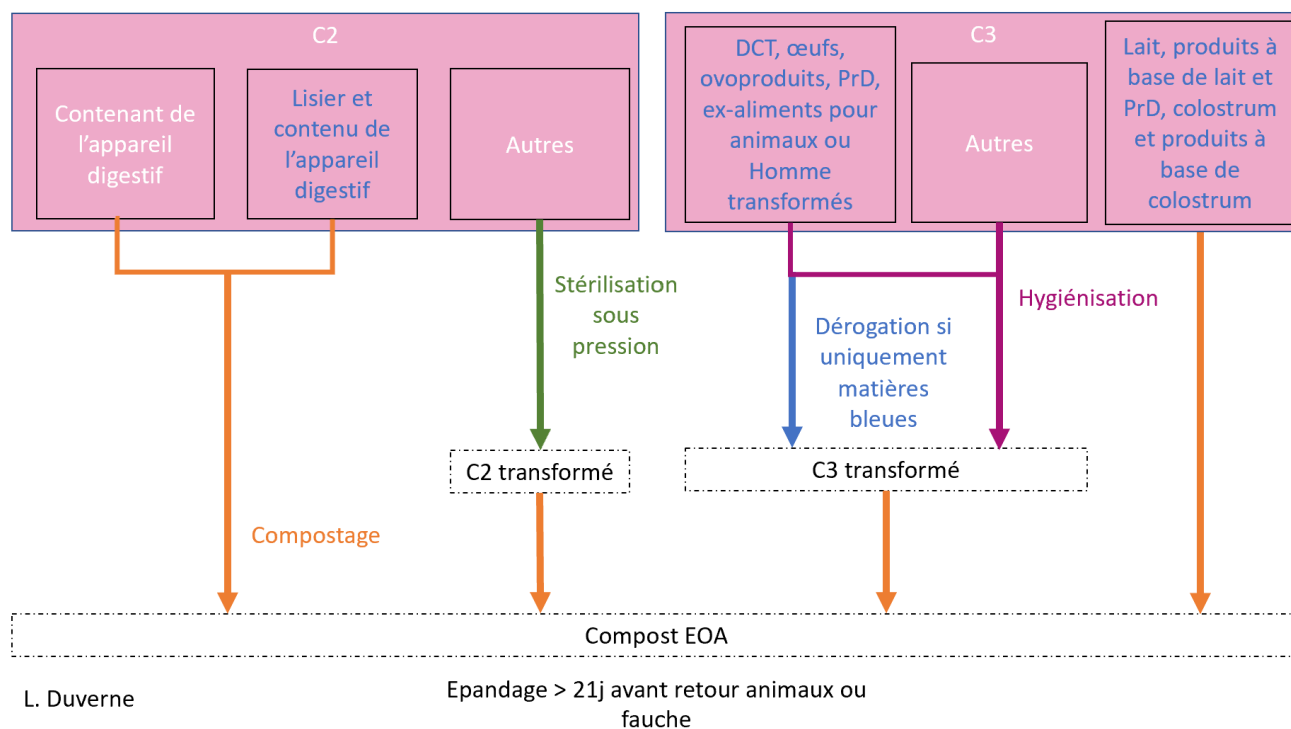 C2
Contenant de
l'appareil
digestif
Lisier et
contenu de
l'appareil
digestif
Autres
C3
DCT, œufs,
ovoproduits, PrD,
ex-aliments pour
animaux ou
Homme
transformés
Autres
Lait, produits à
base de lait et
PrD, colostrum
et produits à
base de
colostrum
Stérilisation
sous
pression
Dérogation si
uniquement
matières
bleues
Hygiénisation
C2 transformé
C3 transformé
Compostage
Compost EOA
L. Duverne
Epandage > 21j avant retour animaux ou
fauche